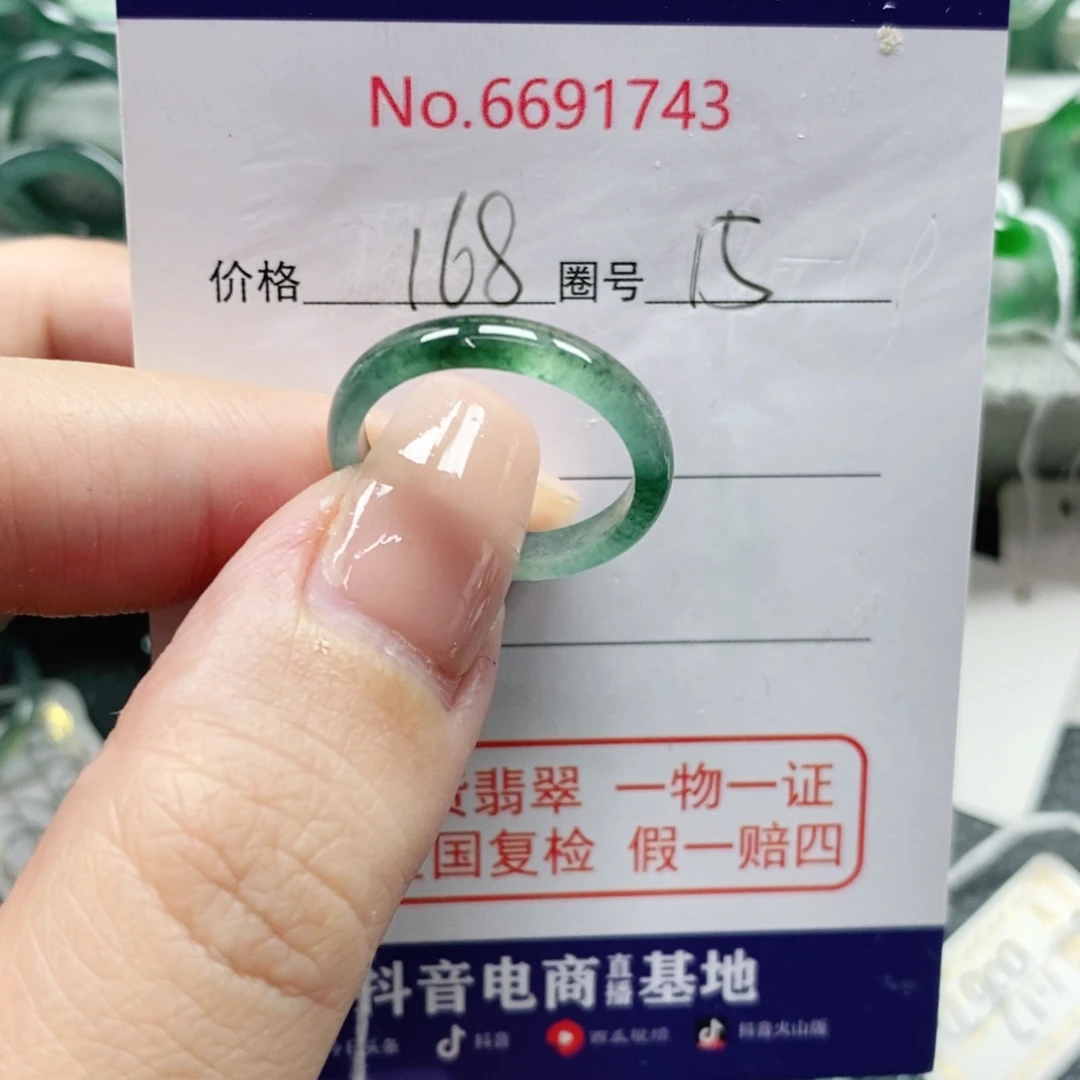 No.6691743
价格 168 圈号 15
翡翠 一物一证
国复检 假一赔四
抖音电商直播基地
头条 抖音 西瓜视频 抖音火山版